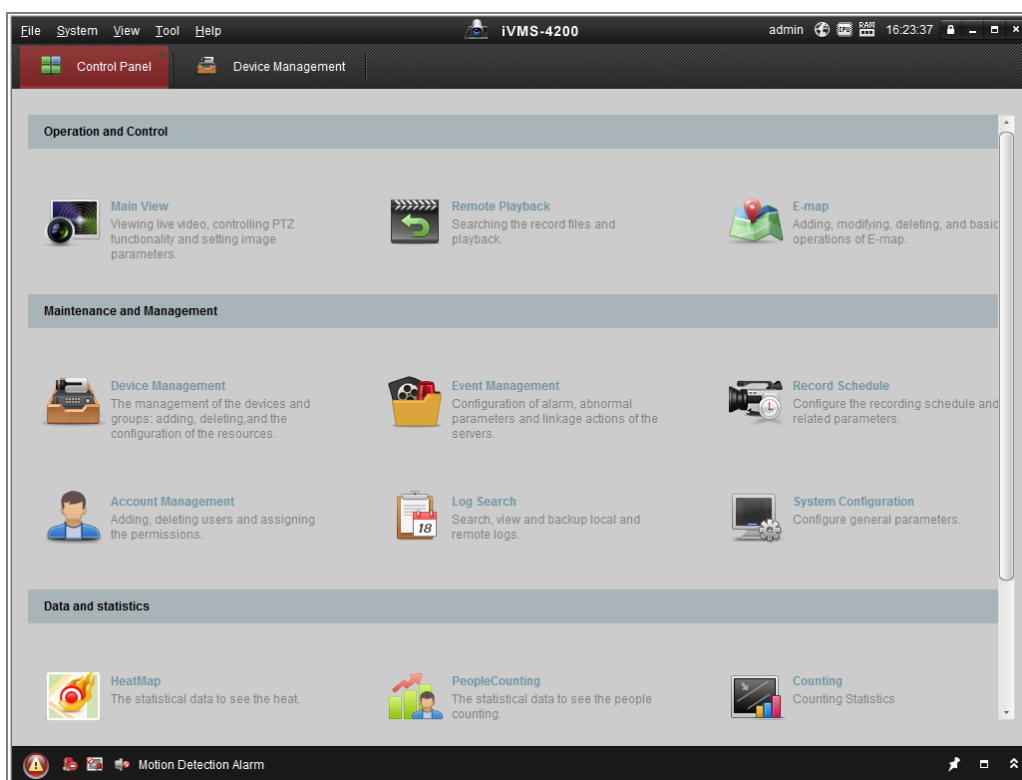 File System View Tool Help iVMS-4200 admin CPU RAM 16:23:37
Control Panel Device Management
Operation and Control
Main View
Viewing live video, controlling PTZ
functionality and setting image
parameters.
Remote Playback
Searching the record files and
playback.
E-map
Adding, modifying, deleting, and basic
operations of E-map.
Maintenance and Management
Device Management
The management of the devices and
groups: adding, deleting,and the
configuration of the resources.
Event Management
Configuration of alarm, abnormal
parameters and linkage actions of the
servers.
Record Schedule
Configure the recording schedule and
related parameters.
Account Management
Adding, deleting users and assigning
the permissions.
18
Log Search
Search, view and backup local and
remote logs.
System Configuration
Configure general parameters.
Data and statistics
HeatMap
The statistical data to see the heat.
PeopleCounting
The statistical data to see the people
counting.
Counting
Counting Statistics
Motion Detection Alarm